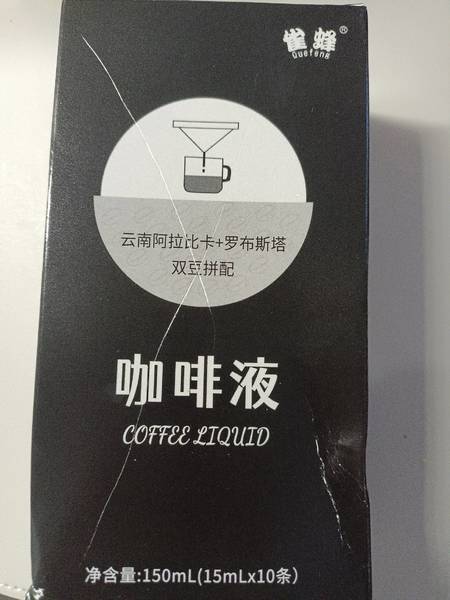 雀蜂®
Quefeng
云南阿拉比卡+罗布斯塔
双豆拼配
咖啡液
COFFEE LIQUID
净含量:150mL(15mLx10条)